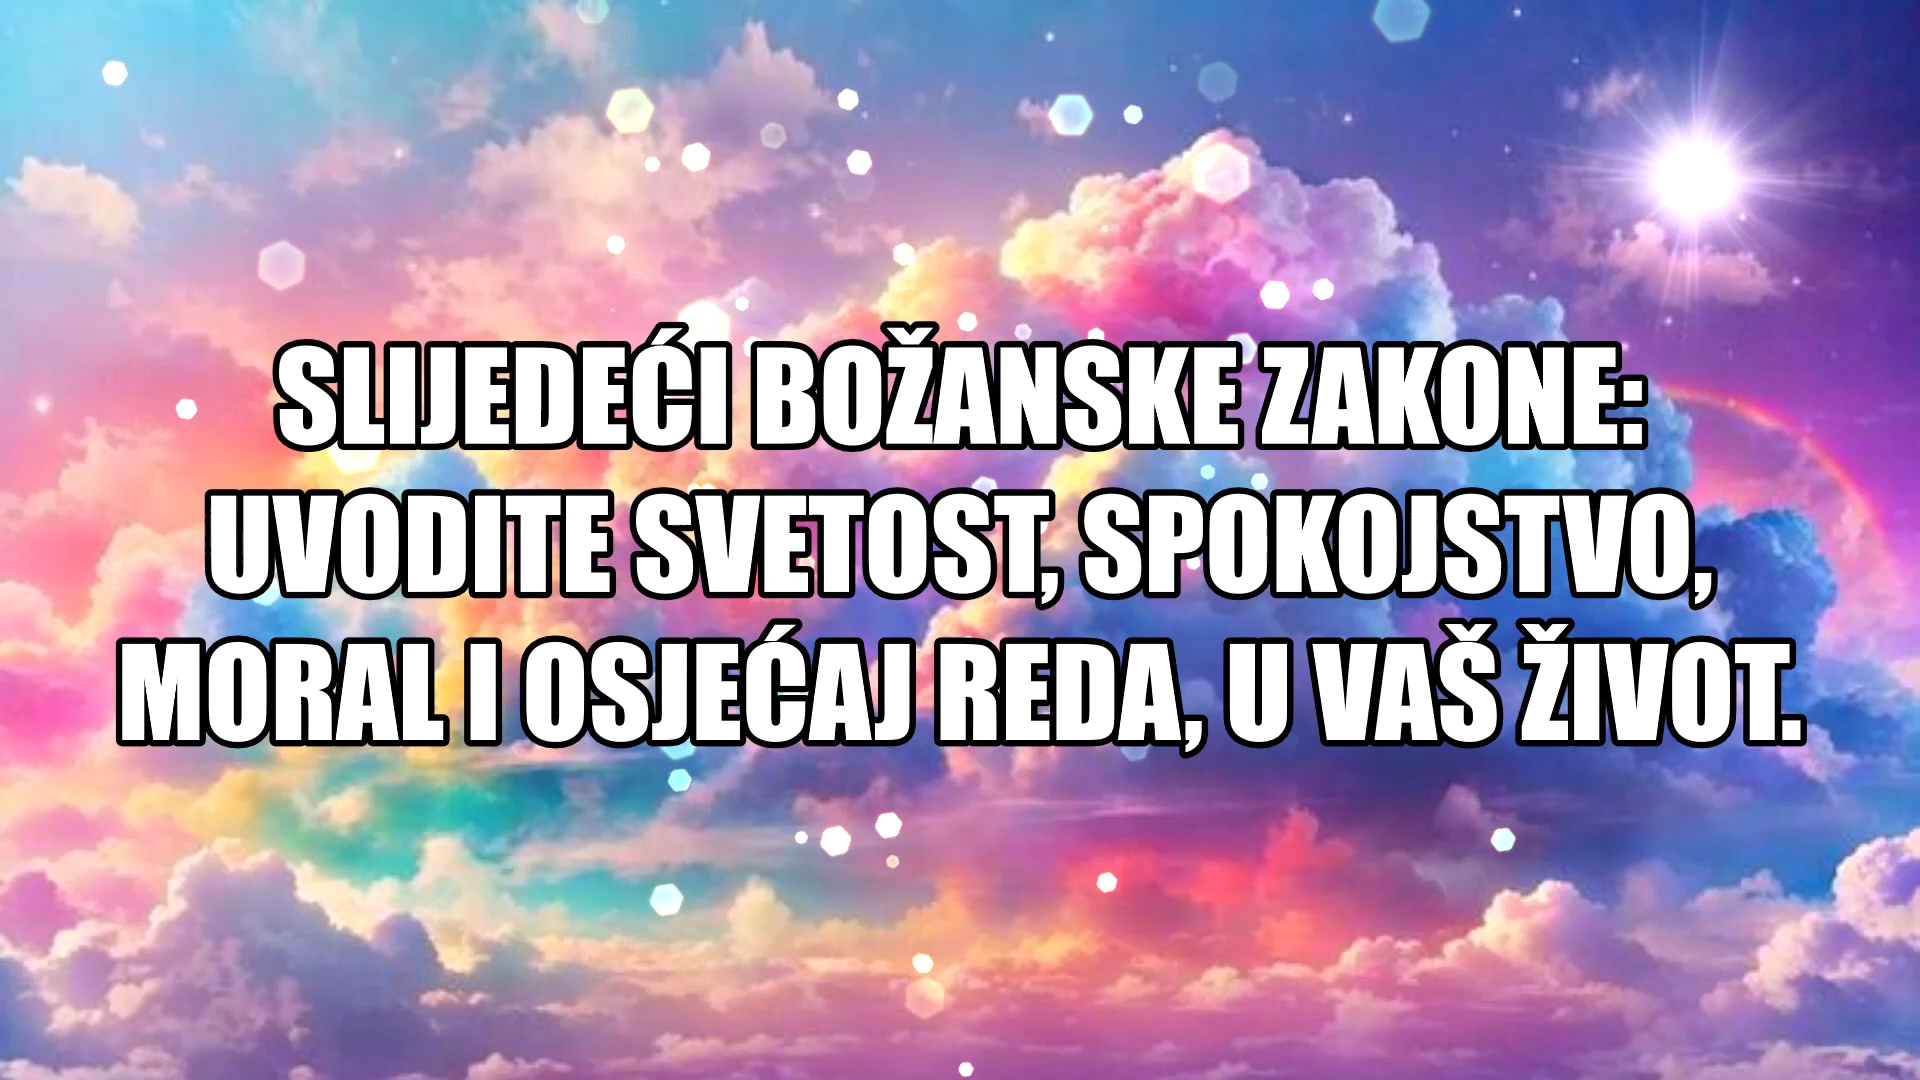 SLIJEDEĆI BOŽANSKE ZAKONE:
UVODITE SVETOST, SPOKOJSTVO,
MORAL I OSJEĆAJ REDA, U VAŠ ŽIVOT.